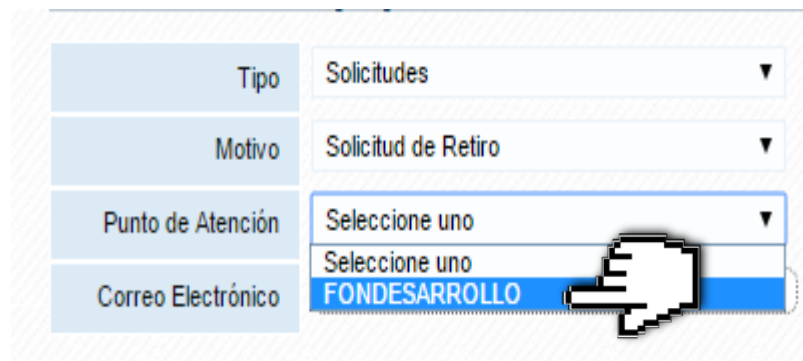 Tipo Solicitudes
Motivo Solicitud de Retiro
Punto de Atención Seleccione uno
Seleccione uno
Correo Electrónico FONDESARROLLO